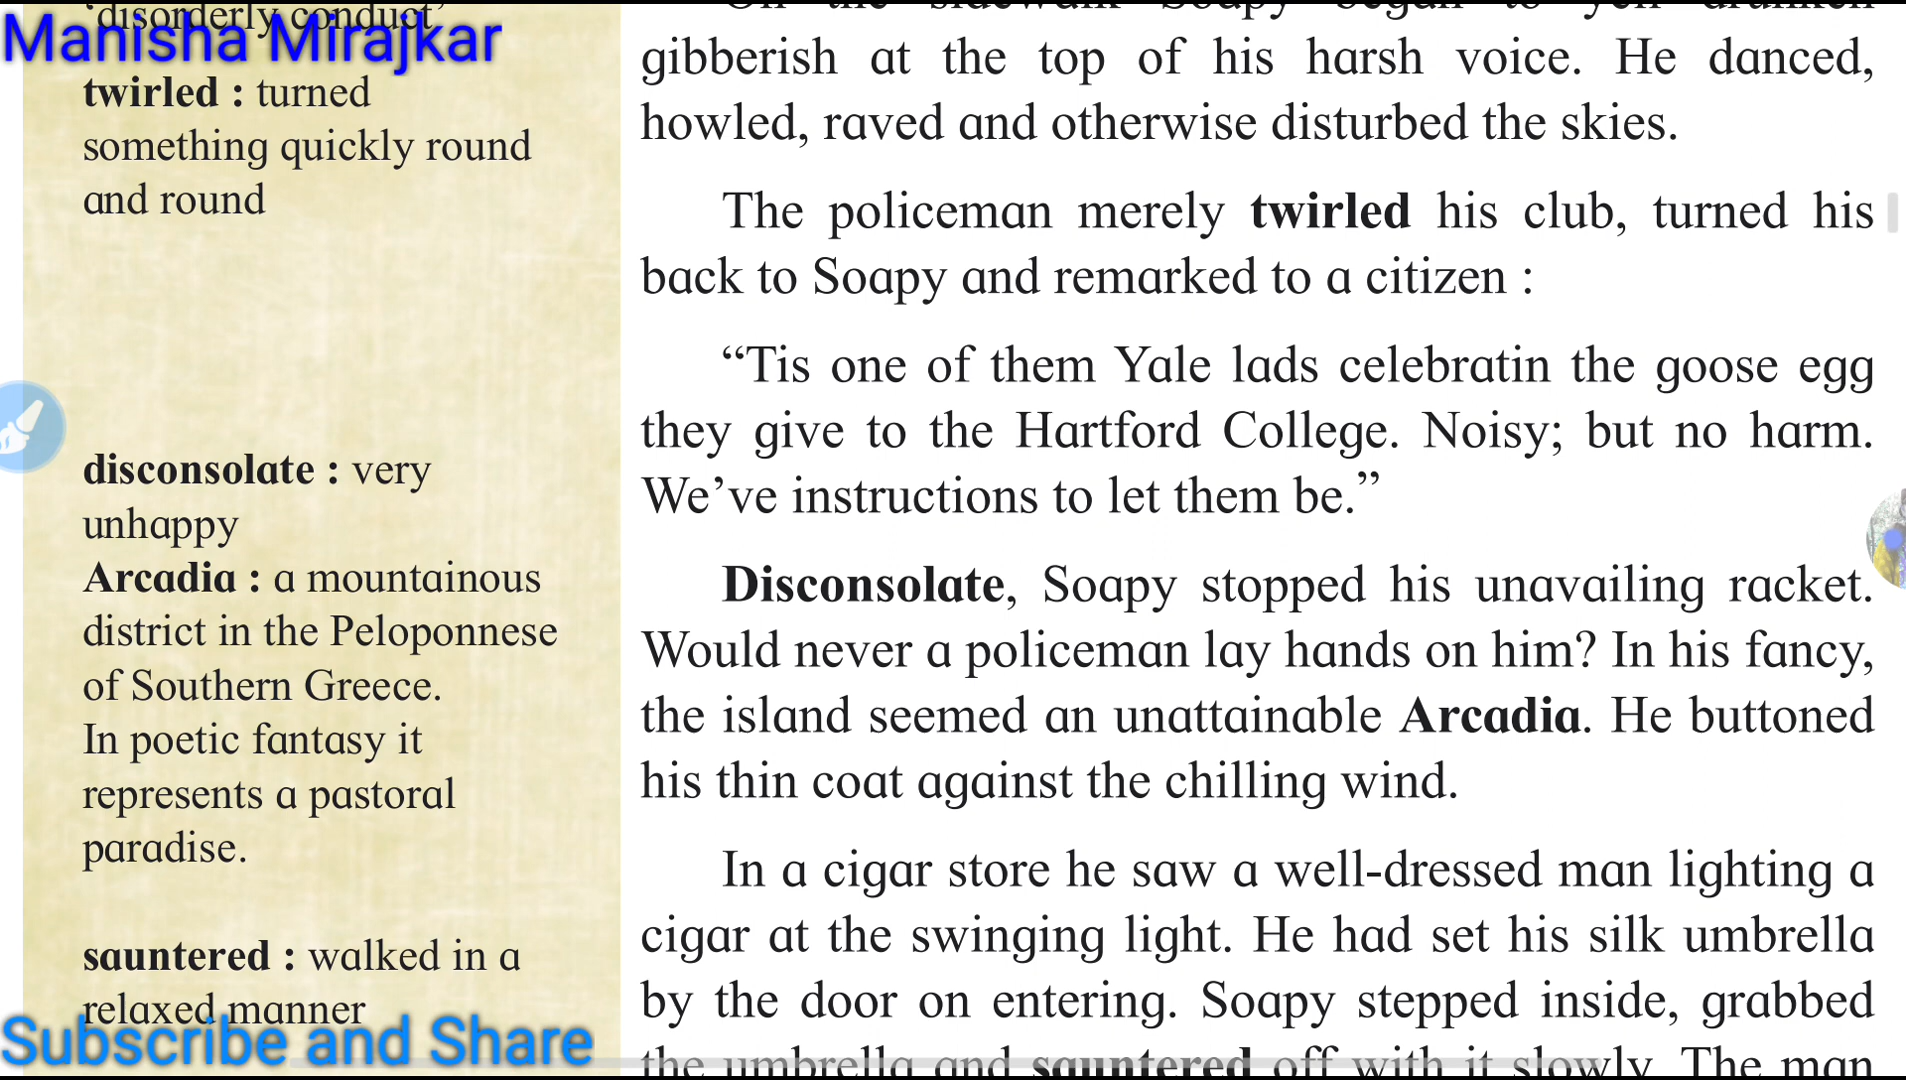 ‘disorderly conduct’
Manisha Mirajkar
twirled : turned
something quickly round
and round
disconsolate : very
unhappy
Arcadia : a mountainous
district in the Peloponnese
of Southern Greece.
In poetic fantasy it
represents a pastoral
paradise.
sauntered : walked in a
relaxed manner
Subscribe and Share
On the sidewalk Soapy began to yell drunken
gibberish at the top of his harsh voice. He danced,
howled, raved and otherwise disturbed the skies.
The policeman merely twirled his club, turned his
back to Soapy and remarked to a citizen :
“Tis one of them Yale lads celebratin the goose egg
they give to the Hartford College. Noisy; but no harm.
We’ve instructions to let them be.”
Disconsolate, Soapy stopped his unavailing racket.
Would never a policeman lay hands on him? In his fancy,
the island seemed an unattainable Arcadia. He buttoned
his thin coat against the chilling wind.
In a cigar store he saw a well-dressed man lighting a
cigar at the swinging light. He had set his silk umbrella
by the door on entering. Soapy stepped inside, grabbed
the umbrella and sauntered off with it slowly. The man